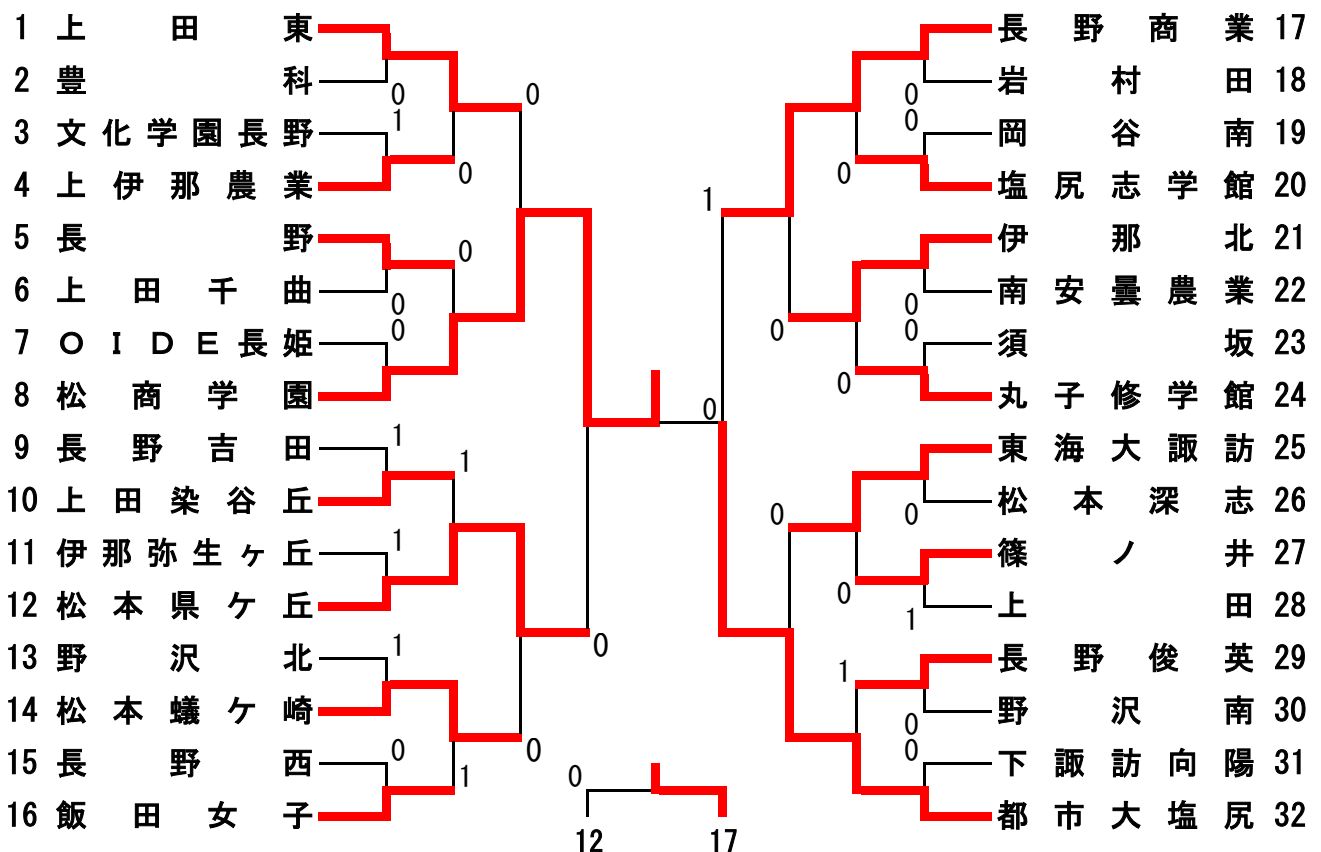 1 上田東
2 豊科
3 文化学園長野
4 上伊那農業
5 長野
6 上田千曲
7 OIDE長姫
8 松商学園
9 長野吉田
10 上田染谷丘
11 伊那弥生ヶ丘
12 松本県ケ丘
13 野沢北
14 松本蟻ケ崎
15 長野西
16 飯田女子
0
1
0
0
0
0
0
1
1
1
1
0
1
0
0
0
0
12 17
1
0
0
0
0
0
0
0
0
0
0
0
1
1
0
0
長野商業 17
岩村田 18
岡谷南 19
塩尻志学館 20
伊那北 21
南安曇農業 22
須坂 23
丸子修学館 24
東海大諏訪 25
松本深志 26
篠ノ井 27
上田 28
長野俊英 29
野沢南 30
下諏訪向陽 31
都市大塩尻 32